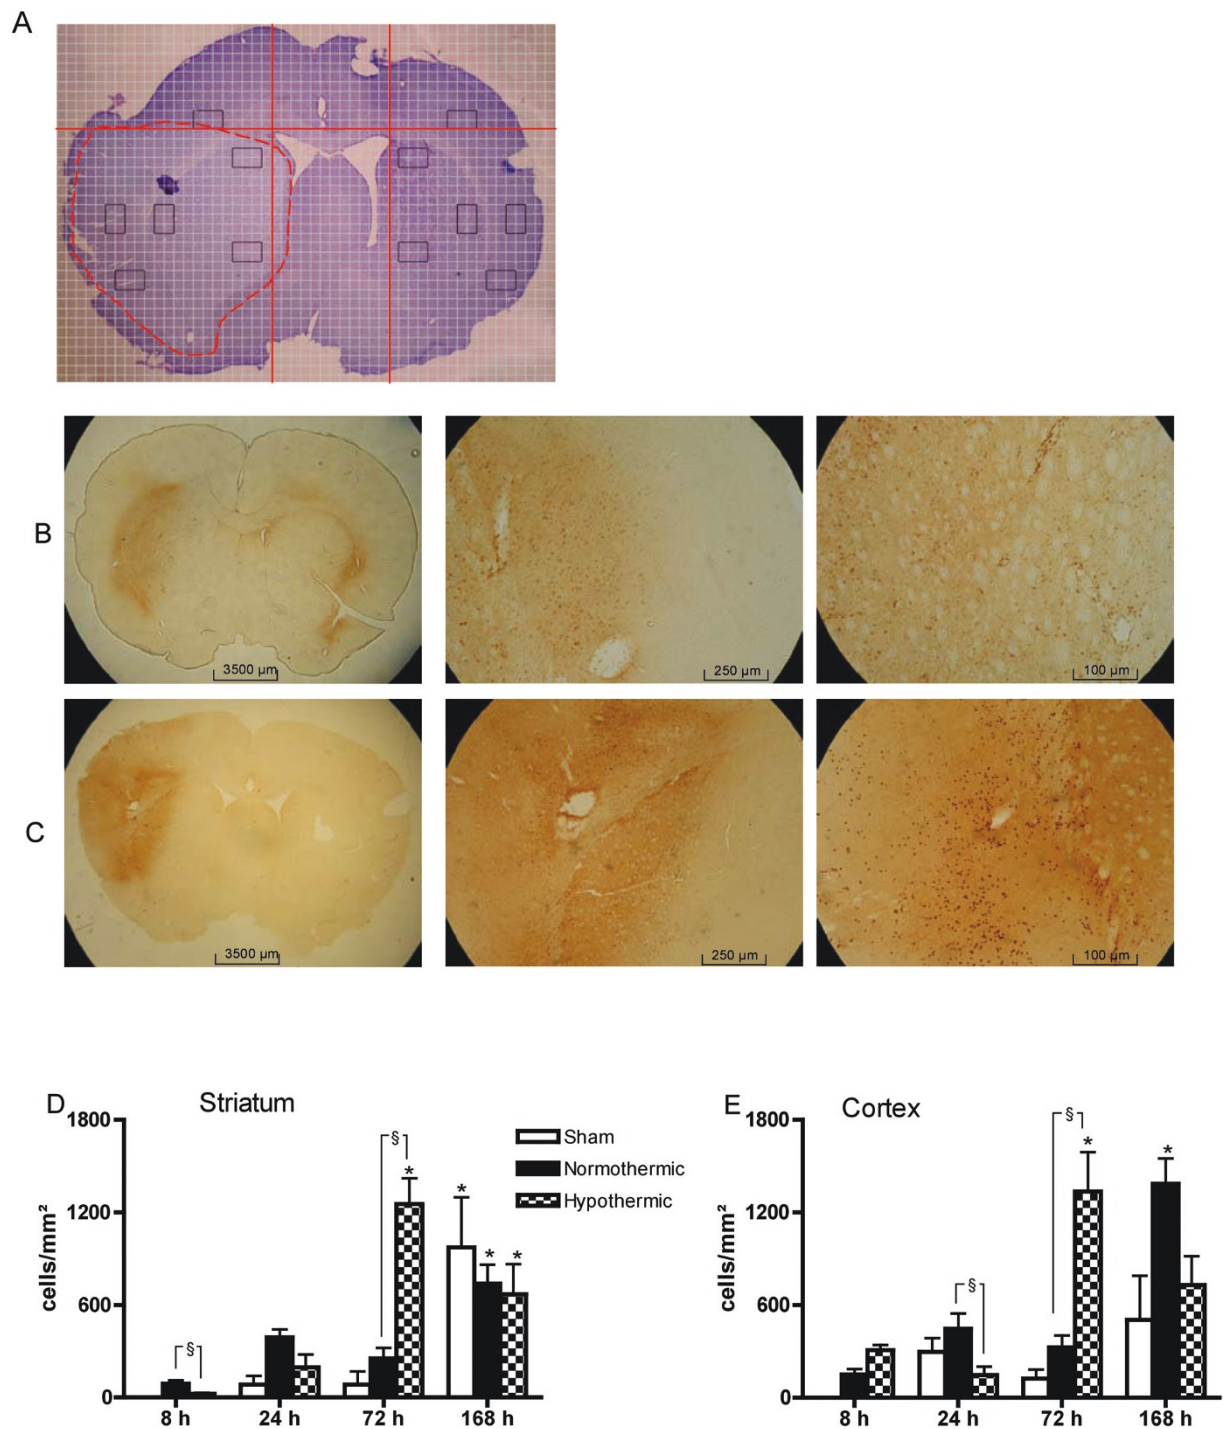 A
B
3500 µm
250 µm
100 µm
C
3500 µm
250 µm
100 µm
D
Striatum
1800
1200
600
0
cells/mm²
§
§
*
*
*
*
8 h
24 h
72 h
168 h
Sham
Normothermic
Hypothermic
E
Cortex
1800
1200
600
0
cells/mm²
§
§
*
*
8 h
24 h
72 h
168 h